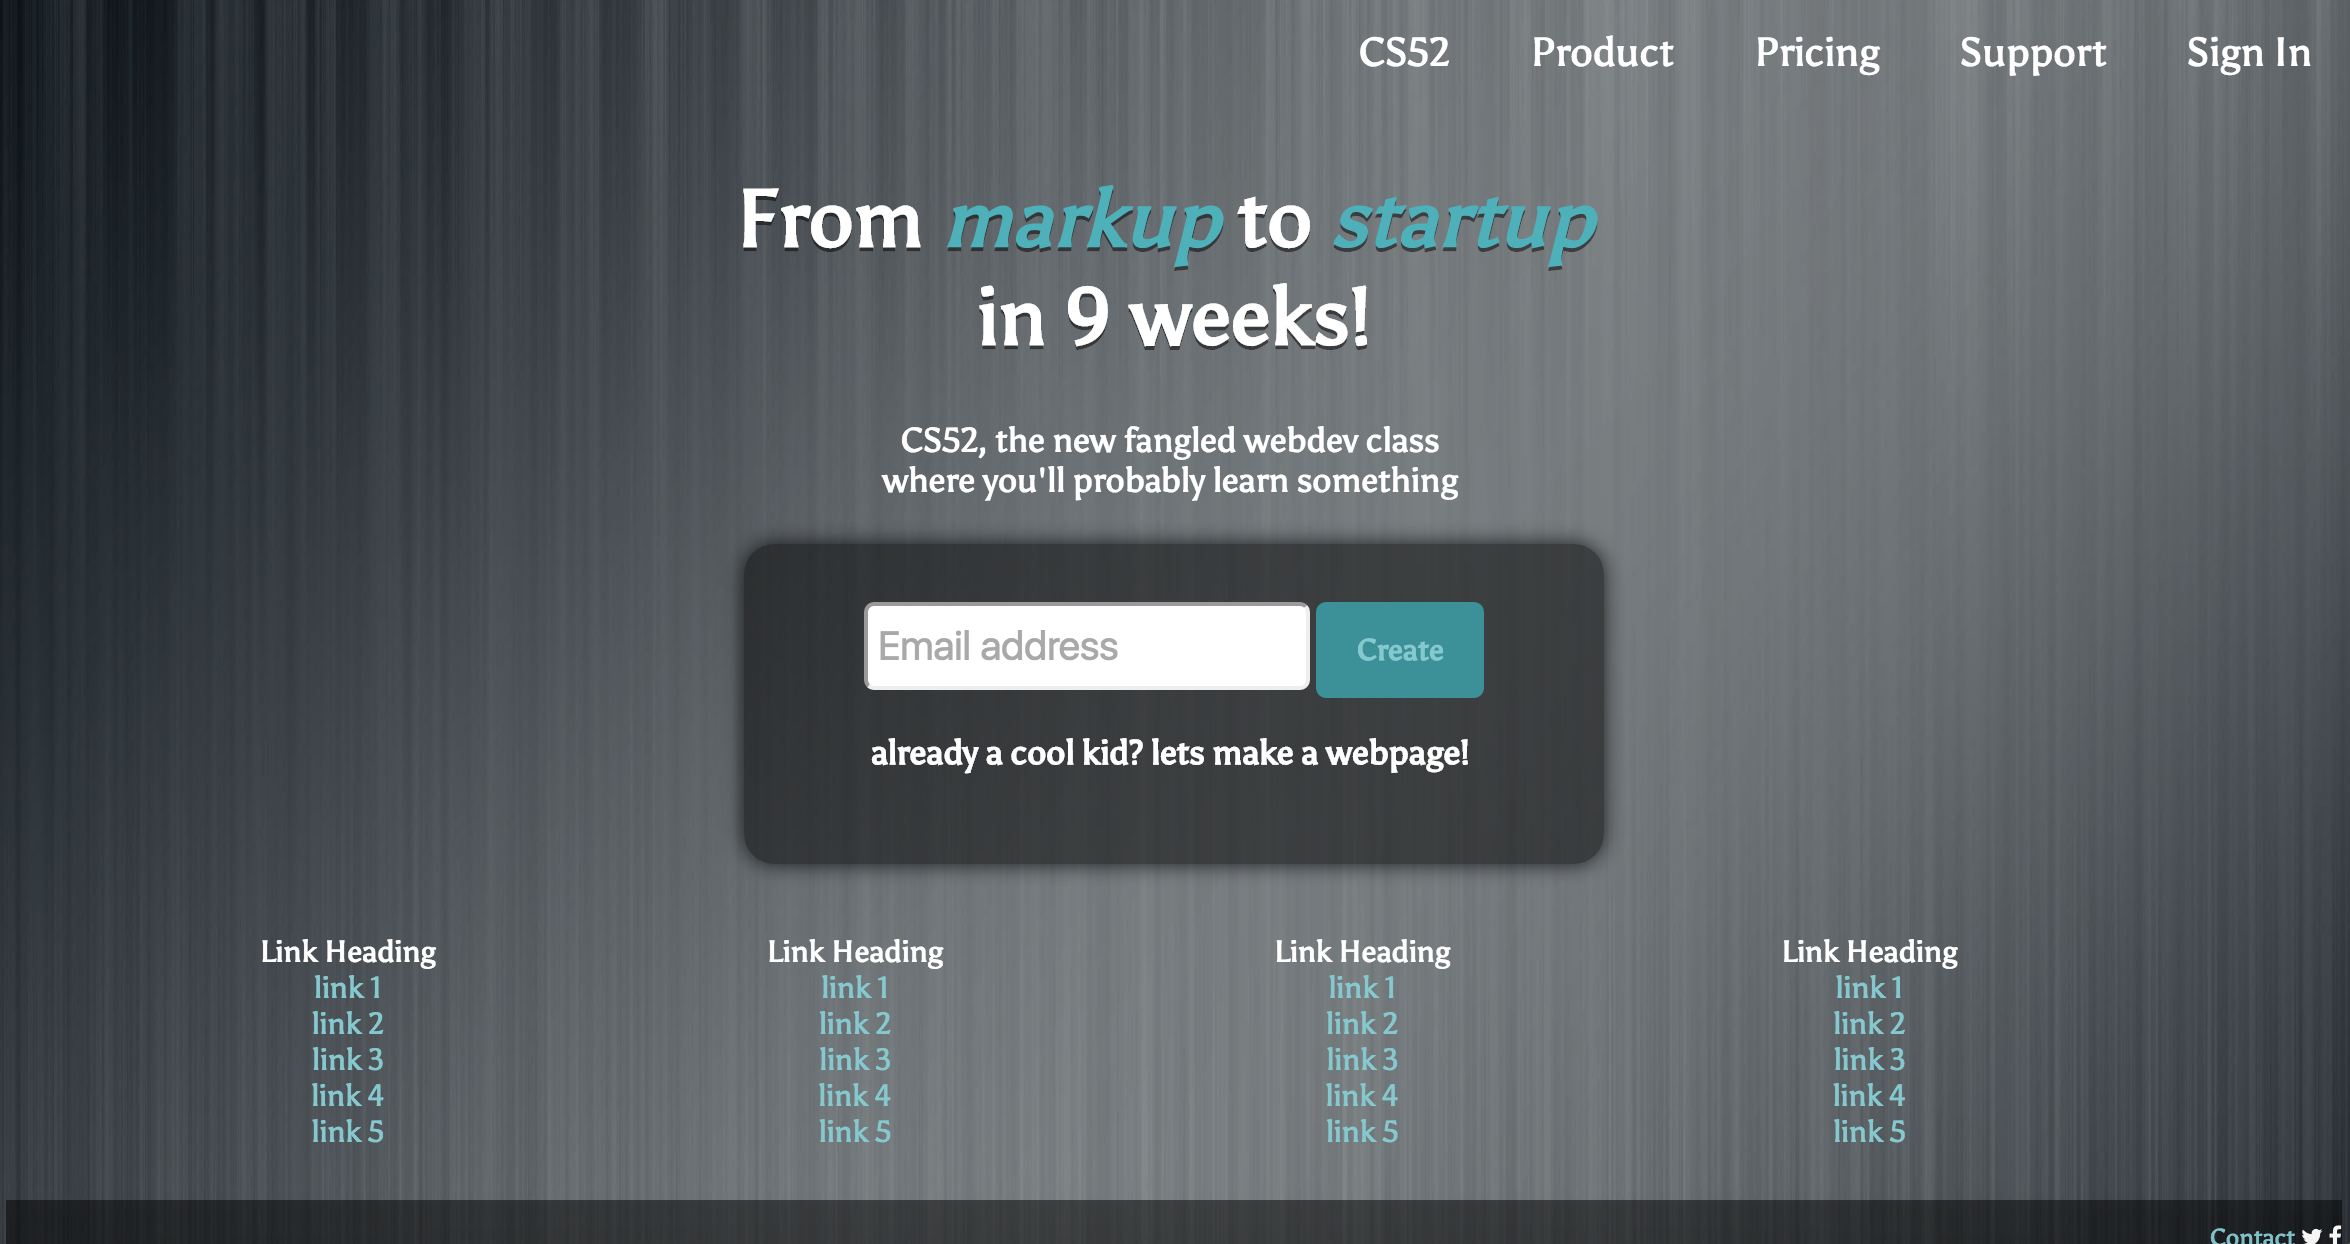 CS52 Product Pricing Support Sign In
From markup to startup
in 9 weeks!
CS52, the new fangled webdev class
where you'll probably learn something
Email address Create
already a cool kid? lets make a webpage!
Link Heading Link Heading Link Heading Link Heading
link 1 link 1 link 1 link 1
link 2 link 2 link 2 link 2
link 3 link 3 link 3 link 3
link 4 link 4 link 4 link 4
link 5 link 5 link 5 link 5
Contact